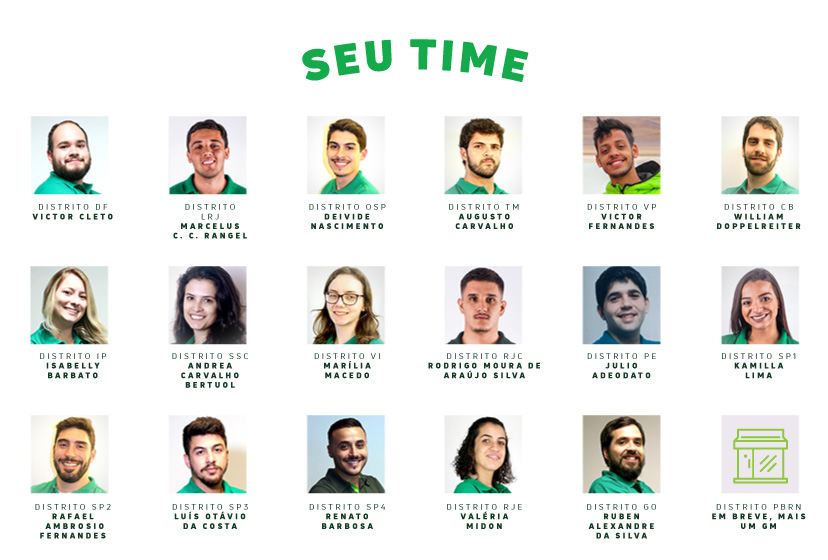 SEU TIME
DISTRITO DF
VICTOR CLETO
DISTRITO
LRJ
MARCELUS
C. C. RANGEL
DISTRITO OSP
DEIVIDE
NASCIMENTO
DISTRITO TM
AUGUSTO
CARVALHO
DISTRITO VP
VICTOR
FERNANDES
DISTRITO CB
WILLIAM
DOPPELREITER
DISTRITO IP
ISABELLY
BARBATO
DISTRITO SSC
ANDREA
CARVALHO
BERTUOL
DISTRITO VI
MARÍLIA
MACEDO
DISTRITO RJC
RODRIGO MOURA DE
ARAÚJO SILVA
DISTRITO PE
JULIO
ADEODATO
DISTRITO SP1
KAMILLA
LIMA
DISTRITO SP2
RAFAEL
AMBROSIO
FERNANDES
DISTRITO SP3
LUÍS OTÁVIO
DA COSTA
DISTRITO SP4
RENATO
BARBOSA
DISTRITO RJE
VALÉRIA
MIDON
DISTRITO GO
RUBEN
ALEXANDRE
DA SILVA
DISTRITO PBRN
EM BREVE, MAIS
UM GM